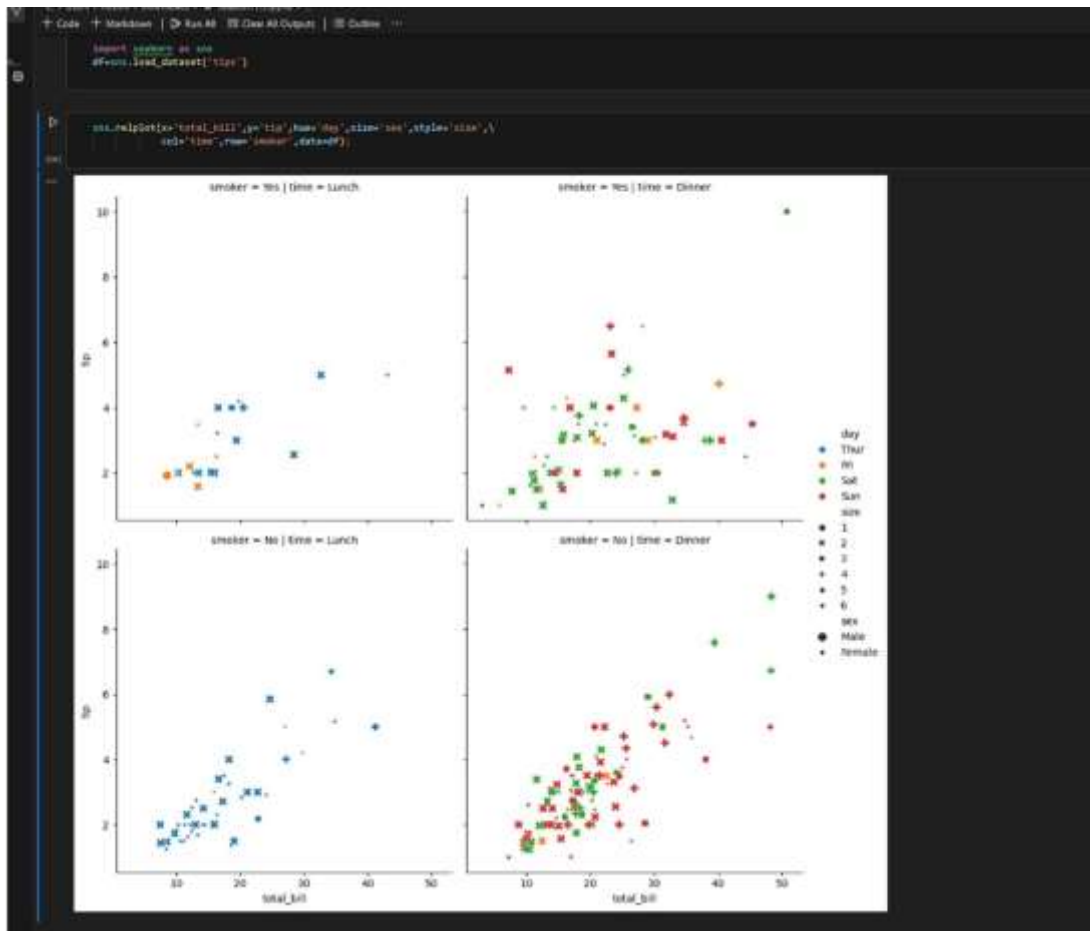 + Code + Markdown | Run All Clear All Outputs | Outline ...
import seaborn as sns
df=sns.load_dataset('tips')
sns.relplot(x='total_bill',y='tip',hue='day',size='sex',style='size',\
col='time',row='smoker',data=df);
smoker = Yes | time = Lunch
smoker = Yes | time = Dinner
10
8
6
4
2
tip
day
Thur
Fri
Sat
Sun
size
1
2
3
4
5
6
sex
Male
Female
smoker = No | time = Lunch
smoker = No | time = Dinner
10
8
6
4
2
tip
10 20 30 40 50
total_bill
10 20 30 40 50
total_bill